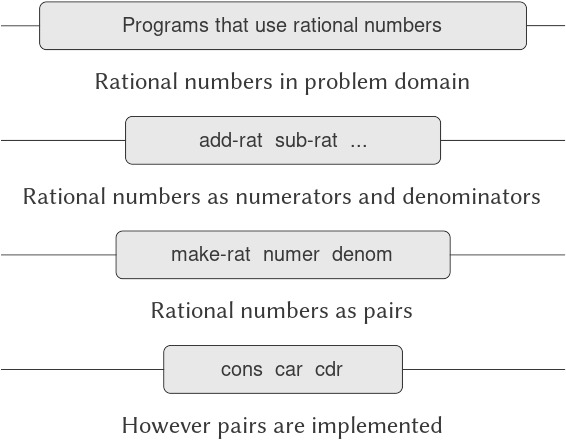 Programs that use rational numbers
Rational numbers in problem domain
add-rat sub-rat ...
Rational numbers as numerators and denominators
make-rat numer denom
Rational numbers as pairs
cons car cdr
However pairs are implemented